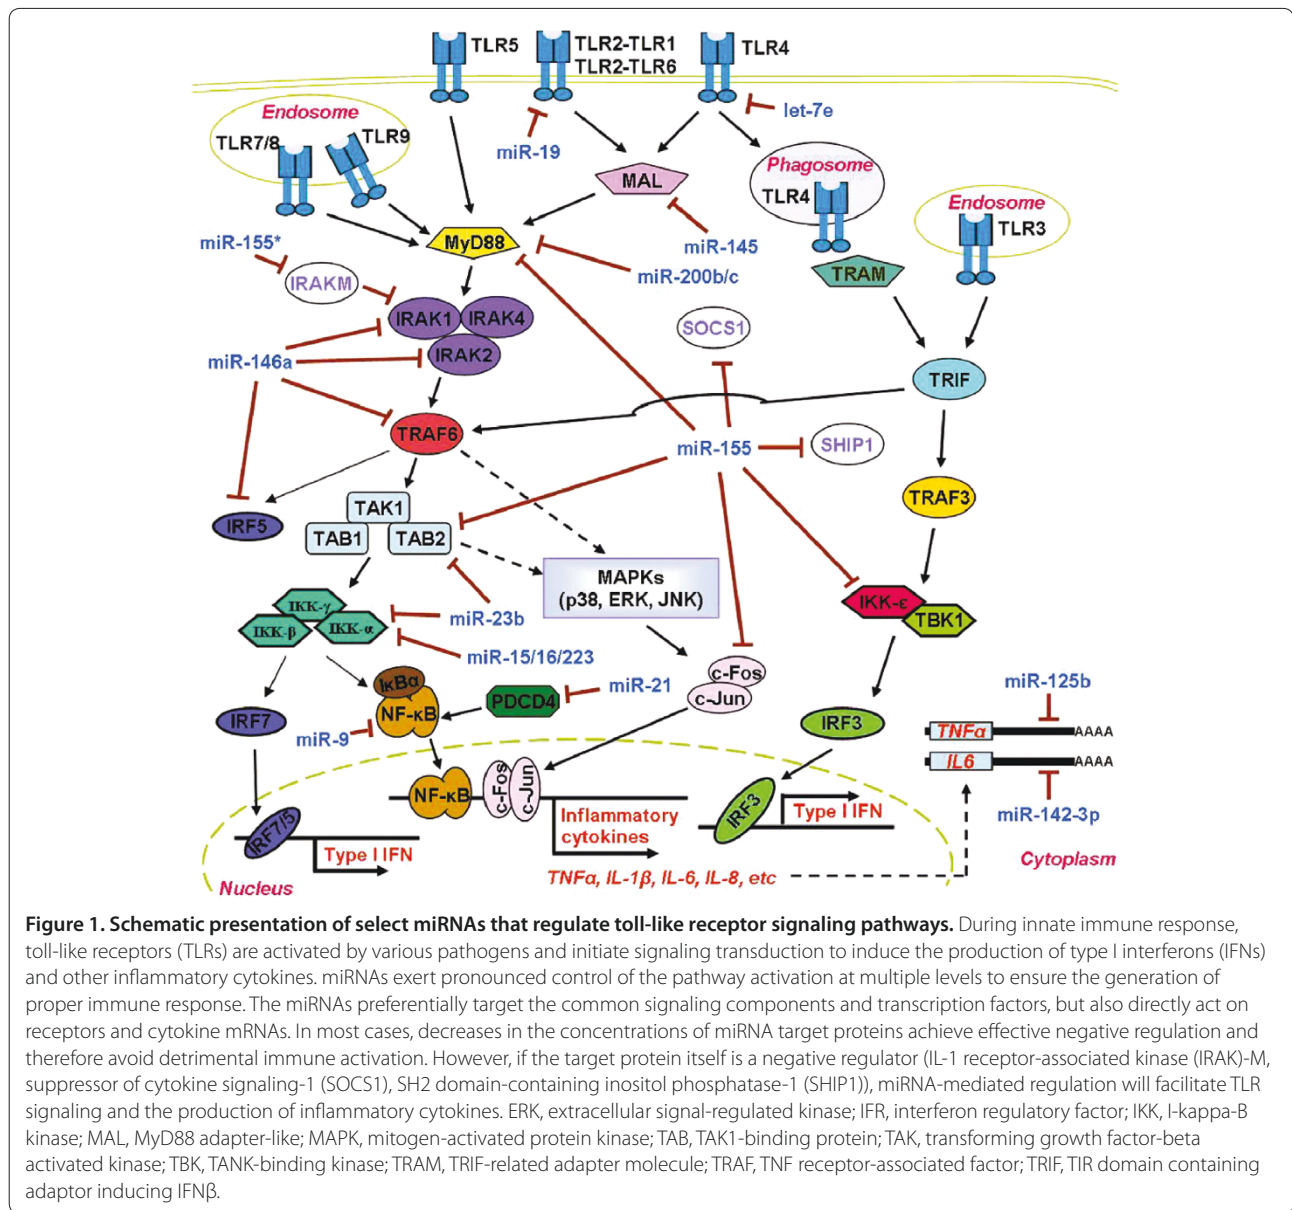 TLR5
TLR2-TLR1
TLR2-TLR6
TLR4
let-7e
Endosome
TLR7/8
TLR9
miR-19
MAL
Phagosome
TLR4
Endosome
TLR3
miR-155*
MyD88
miR-145
miR-200b/c
TRAM
IRAKM
IRAK1
IRAK4
IRAK2
SOCS1
miR-146a
TRIF
TRAF6
miR-155
SHIP1
TRAF3
IRF5
TAK1
TAB1
TAB2
MAPKs
(p38, ERK, JNK)
IKK-ε
TBK1
IKK-γ
IKK-β
IKK-α
miR-23b
miR-15/16/223
c-Fos
c-Jun
IκBα
NF-κB
PDCD4
miR-21
miR-125b
IRF7
miR-9
IRF3
TNFα
AAAA
IL6
AAAA
miR-142-3p
NF-κB
c-Fos
c-Jun
Inflammatory
cytokines
IRF3
Type I IFN
IRF7/5
Type I IFN
Cytoplasm
Nucleus
TNFα, IL-1β, IL-6, IL-8, etc
Figure 1. Schematic presentation of select miRNAs that regulate toll-like receptor signaling pathways. During innate immune response,
toll-like receptors (TLRs) are activated by various pathogens and initiate signaling transduction to induce the production of type I interferons (IFNs)
and other inflammatory cytokines. miRNAs exert pronounced control of the pathway activation at multiple levels to ensure the generation of
proper immune response. The miRNAs preferentially target the common signaling components and transcription factors, but also directly act on
receptors and cytokine mRNAs. In most cases, decreases in the concentrations of miRNA target proteins achieve effective negative regulation and
therefore avoid detrimental immune activation. However, if the target protein itself is a negative regulator (IL-1 receptor-associated kinase (IRAK)-M,
suppressor of cytokine signaling-1 (SOCS1), SH2 domain-containing inositol phosphatase-1 (SHIP1)), miRNA-mediated regulation will facilitate TLR
signaling and the production of inflammatory cytokines. ERK, extracellular signal-regulated kinase; IFR, interferon regulatory factor; IKK, I-kappa-B
kinase; MAL, MyD88 adapter-like; MAPK, mitogen-activated protein kinase; TAB, TAK1-binding protein; TAK, transforming growth factor-beta
activated kinase; TBK, TANK-binding kinase; TRAM, TRIF-related adapter molecule; TRAF, TNF receptor-associated factor; TRIF, TIR domain containing
adaptor inducing IFNβ.